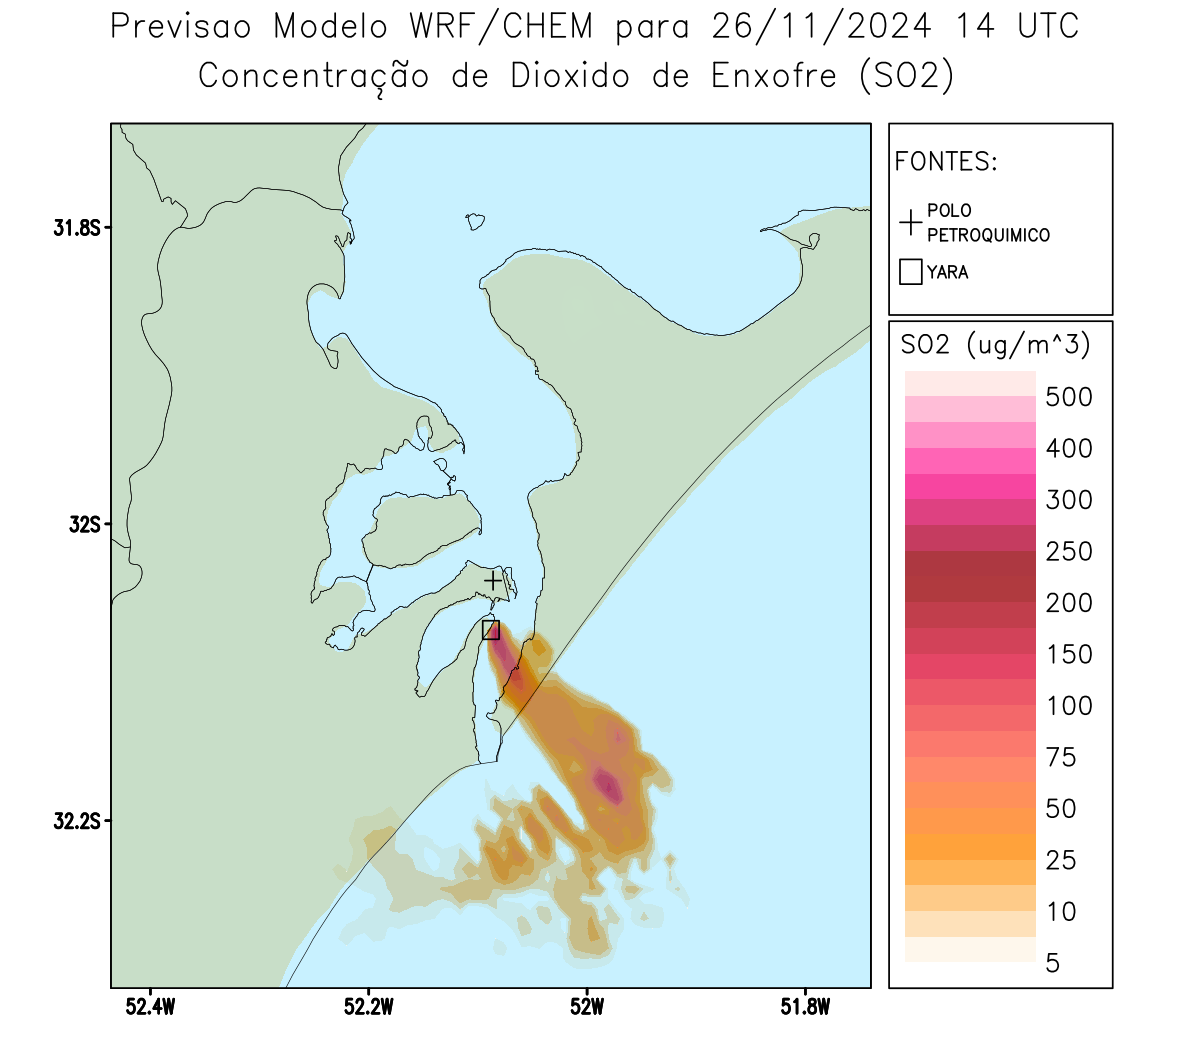 Previsao Modelo WRF/CHEM para 26/11/2024 14 UTC
Concentração de Dioxido de Enxofre (SO2)
FONTES:
POLO
PETROQUIMICO
YARA
SO2 (ug/m^3)
500
400
300
250
200
150
100
75
50
25
10
5
31.8S
32S
32.2S
52.4W
52.2W
52W
51.8W